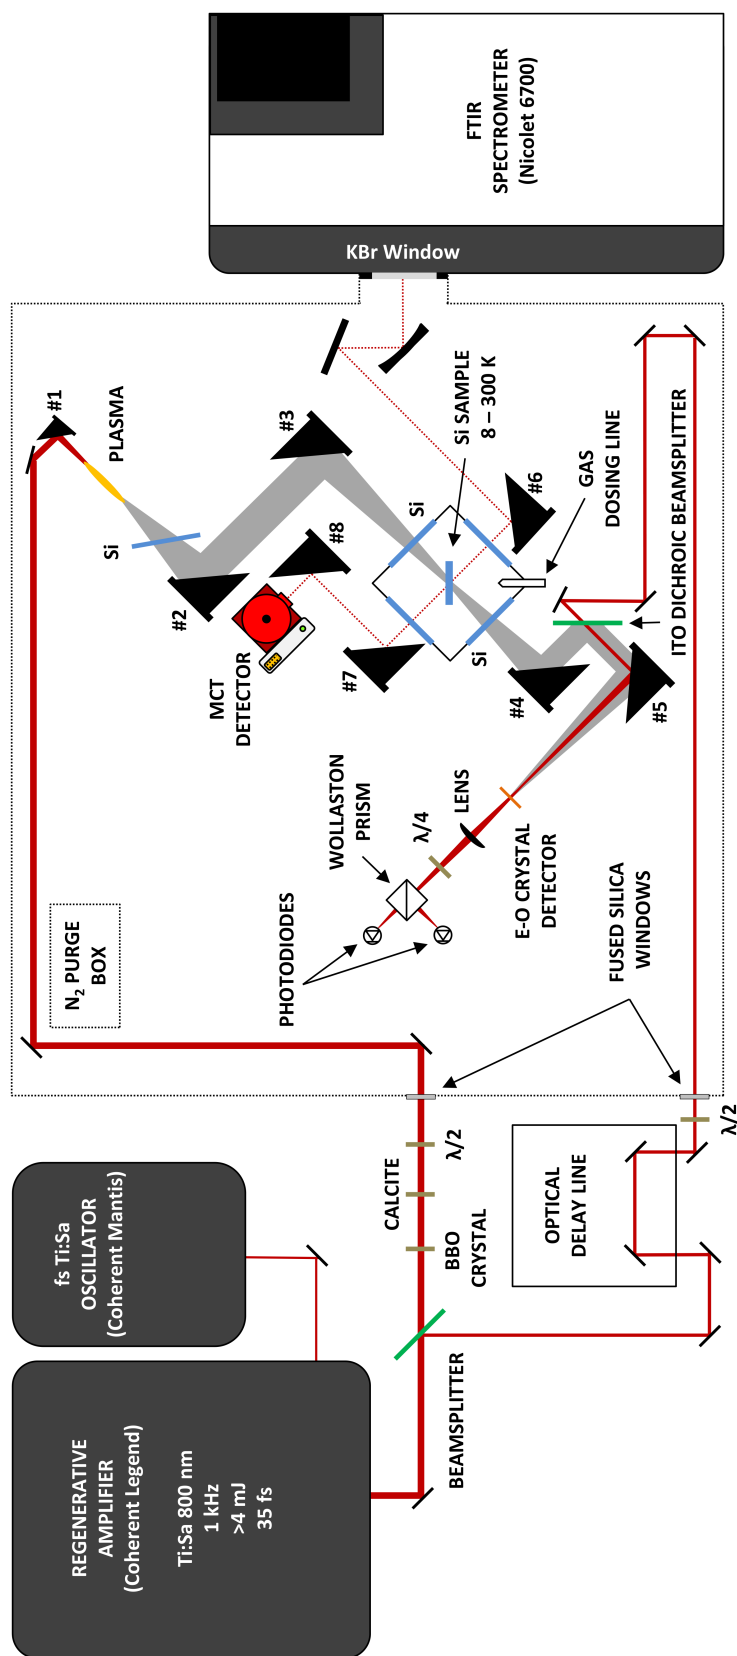 REGENERATIVE
AMPLIFIER
(Coherent Legend)
Ti:Sa 800 nm
1 kHz
>4 mJ
35 fs
fs Ti:Sa
OSCILLATOR
(Coherent Mantis)
BEAMSPLITTER
BBO
CRYSTAL
CALCITE
λ/2
OPTICAL
DELAY LINE
λ/2
FUSED SILICA
WINDOWS
N₂ PURGE
BOX
PHOTODIODES
WOLLASTON
PRISM
λ/4
LENS
E-O CRYSTAL
DETECTOR
MCT
DETECTOR
#1
PLASMA
Si
#2
#3
#8
#7
Si
Si
#4
#5
#6
Si SAMPLE
8 – 300 K
GAS
DOSING LINE
ITO DICHROIC BEAMSPLITTER
KBr Window
FTIR
SPECTROMETER
(Nicolet 6700)